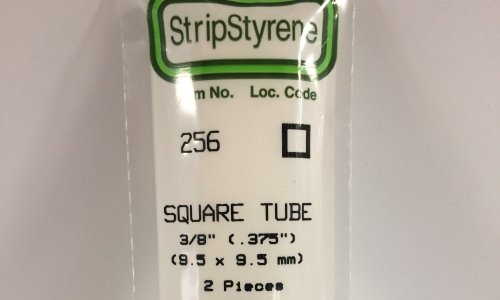 StripStyrene
No. Loc. Code
256
SQUARE TUBE
3/8" (.375")
(9.5 x 9.5 mm)
2 Pieces